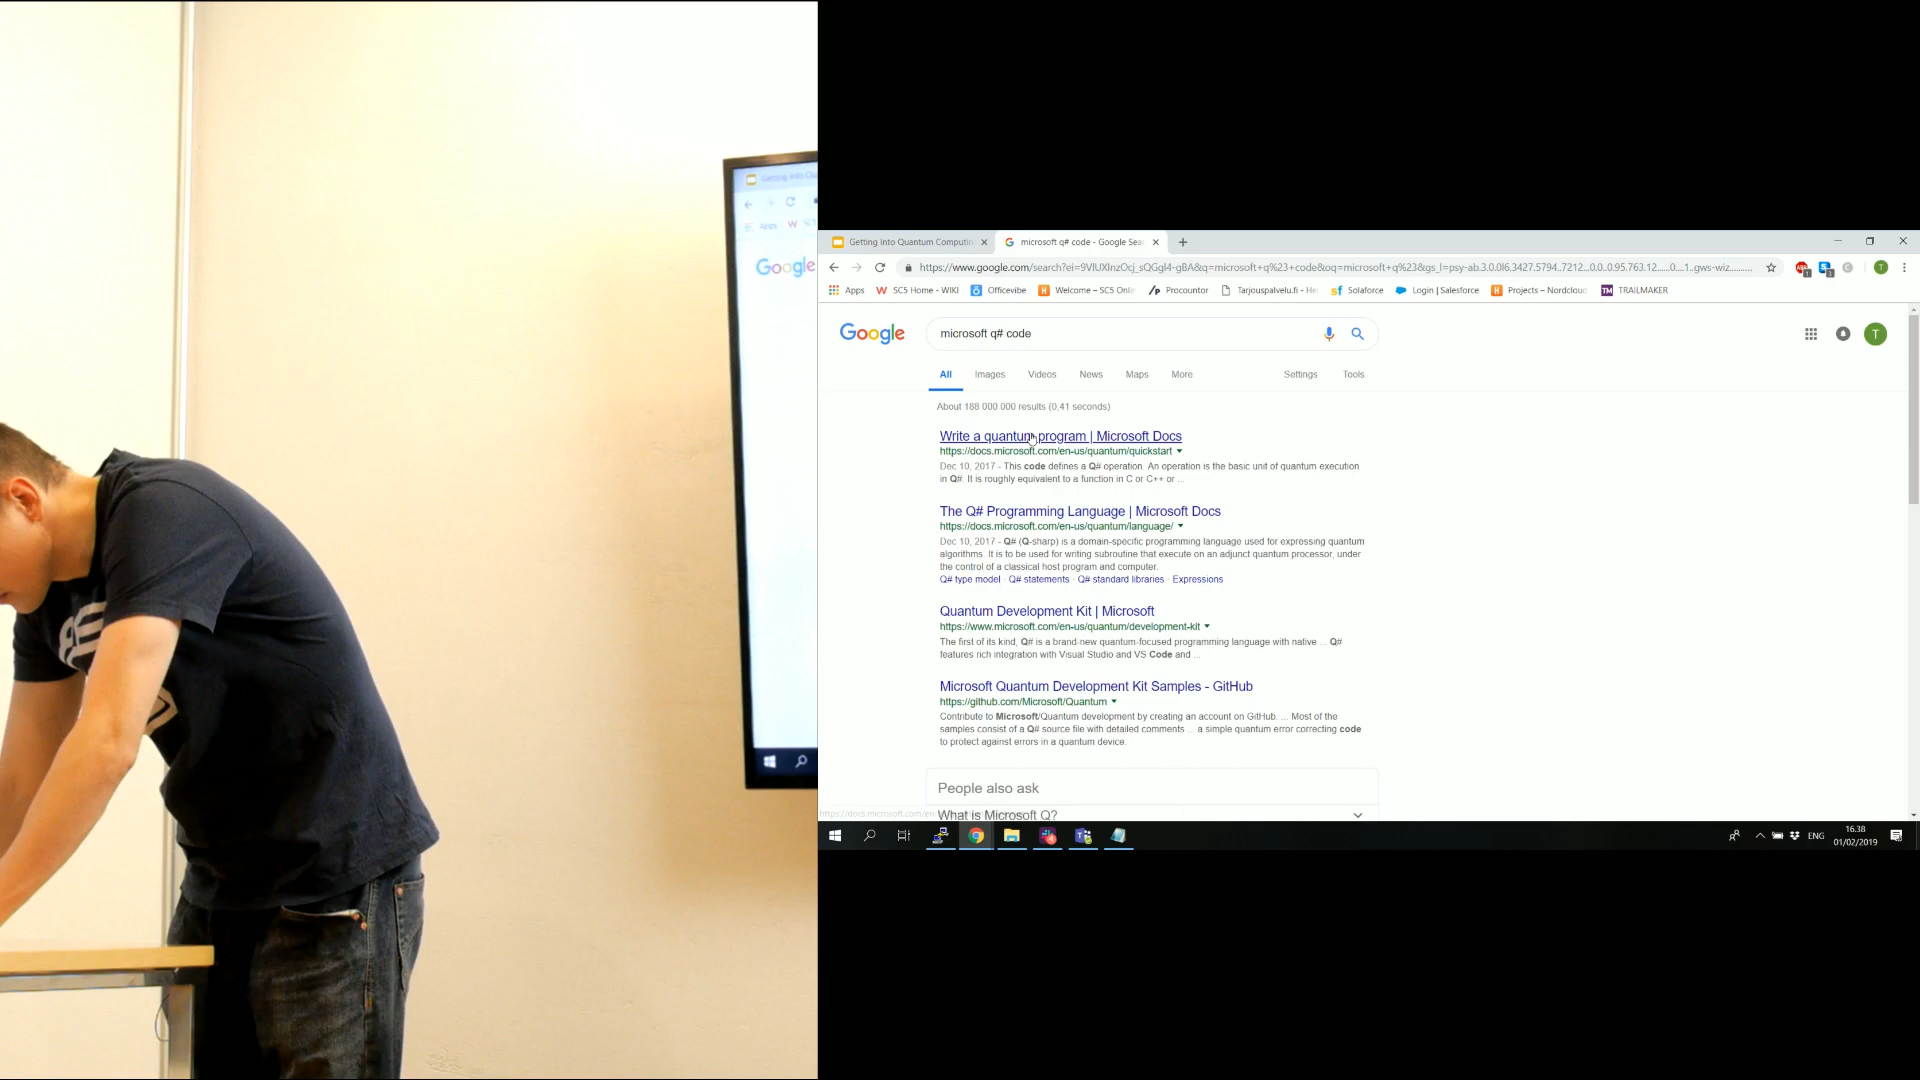 Getting Into Qu
Apps
Google
Getting Into Quantum Computin
microsoft q# code - Google Sea
https://www.google.com/search?ei=9VlUXInzOcj_sQGgl4-gBA&q=microsoft+q%23+code&oq=microsoft+q%23&gs_l=psy-ab.3.0.0l6.3427.5794..7212...0.0..0.95.763.12......0....1..gws-wiz..........
Apps
SC5 Home - WIKI
Officevibe
Welcome – SC5 Onli
Procountor
Tarjouspalvelu.fi - He
Solaforce
Login | Salesforce
Projects – Nordcloud
TRAILMAKER
Google
microsoft q# code
T
All Images Videos News Maps More Settings Tools
About 188 000 000 results (0,41 seconds)
Write a quantum program | Microsoft Docs
https://docs.microsoft.com/en-us/quantum/quickstart
Dec 10, 2017 - This code defines a Q# operation. An operation is the basic unit of quantum execution
in Q#. It is roughly equivalent to a function in C or C++ or ...
The Q# Programming Language | Microsoft Docs
https://docs.microsoft.com/en-us/quantum/language/
Dec 10, 2017 - Q# (Q-sharp) is a domain-specific programming language used for expressing quantum
algorithms. It is to be used for writing subroutine that execute on an adjunct quantum processor, under
the control of a classical host program and computer.
Q# type model · Q# statements · Q# standard libraries · Expressions
Quantum Development Kit | Microsoft
https://www.microsoft.com/en-us/quantum/development-kit
The first of its kind, Q# is a brand-new quantum-focused programming language with native ... Q#
features rich integration with Visual Studio and VS Code and ...
Microsoft Quantum Development Kit Samples - GitHub
https://github.com/Microsoft/Quantum
Contribute to Microsoft/Quantum development by creating an account on GitHub. ... Most of the
samples consist of a Q# source file with detailed comments ... a simple quantum error correcting code
to protect against errors in a quantum device.
People also ask
What is Microsoft Q?
ENG
16.38
01/02/2019